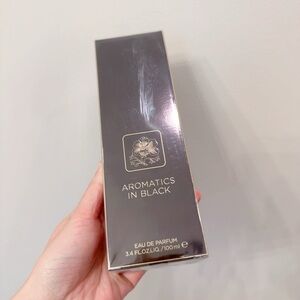 AROMATICS
IN BLACK
EAU DE PARFUM
3.4 FL.OZ.LIQ. / 100 ml ℮